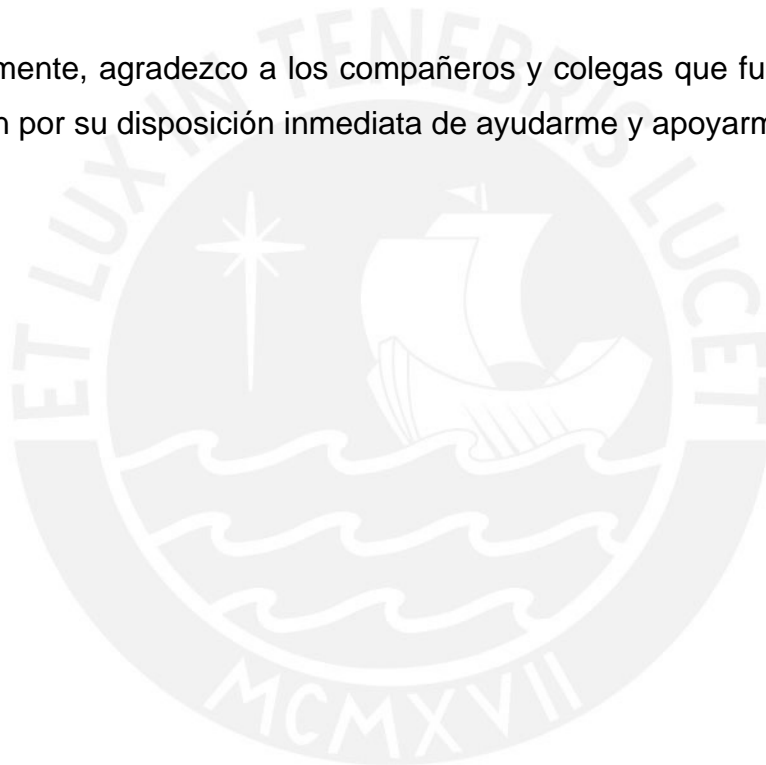 mente, agradezco a los compañeros y colegas que fu
n por su disposición inmediata de ayudarme y apoyarm
ET LUX IN TENEBRIS LUCET
MCMXVII